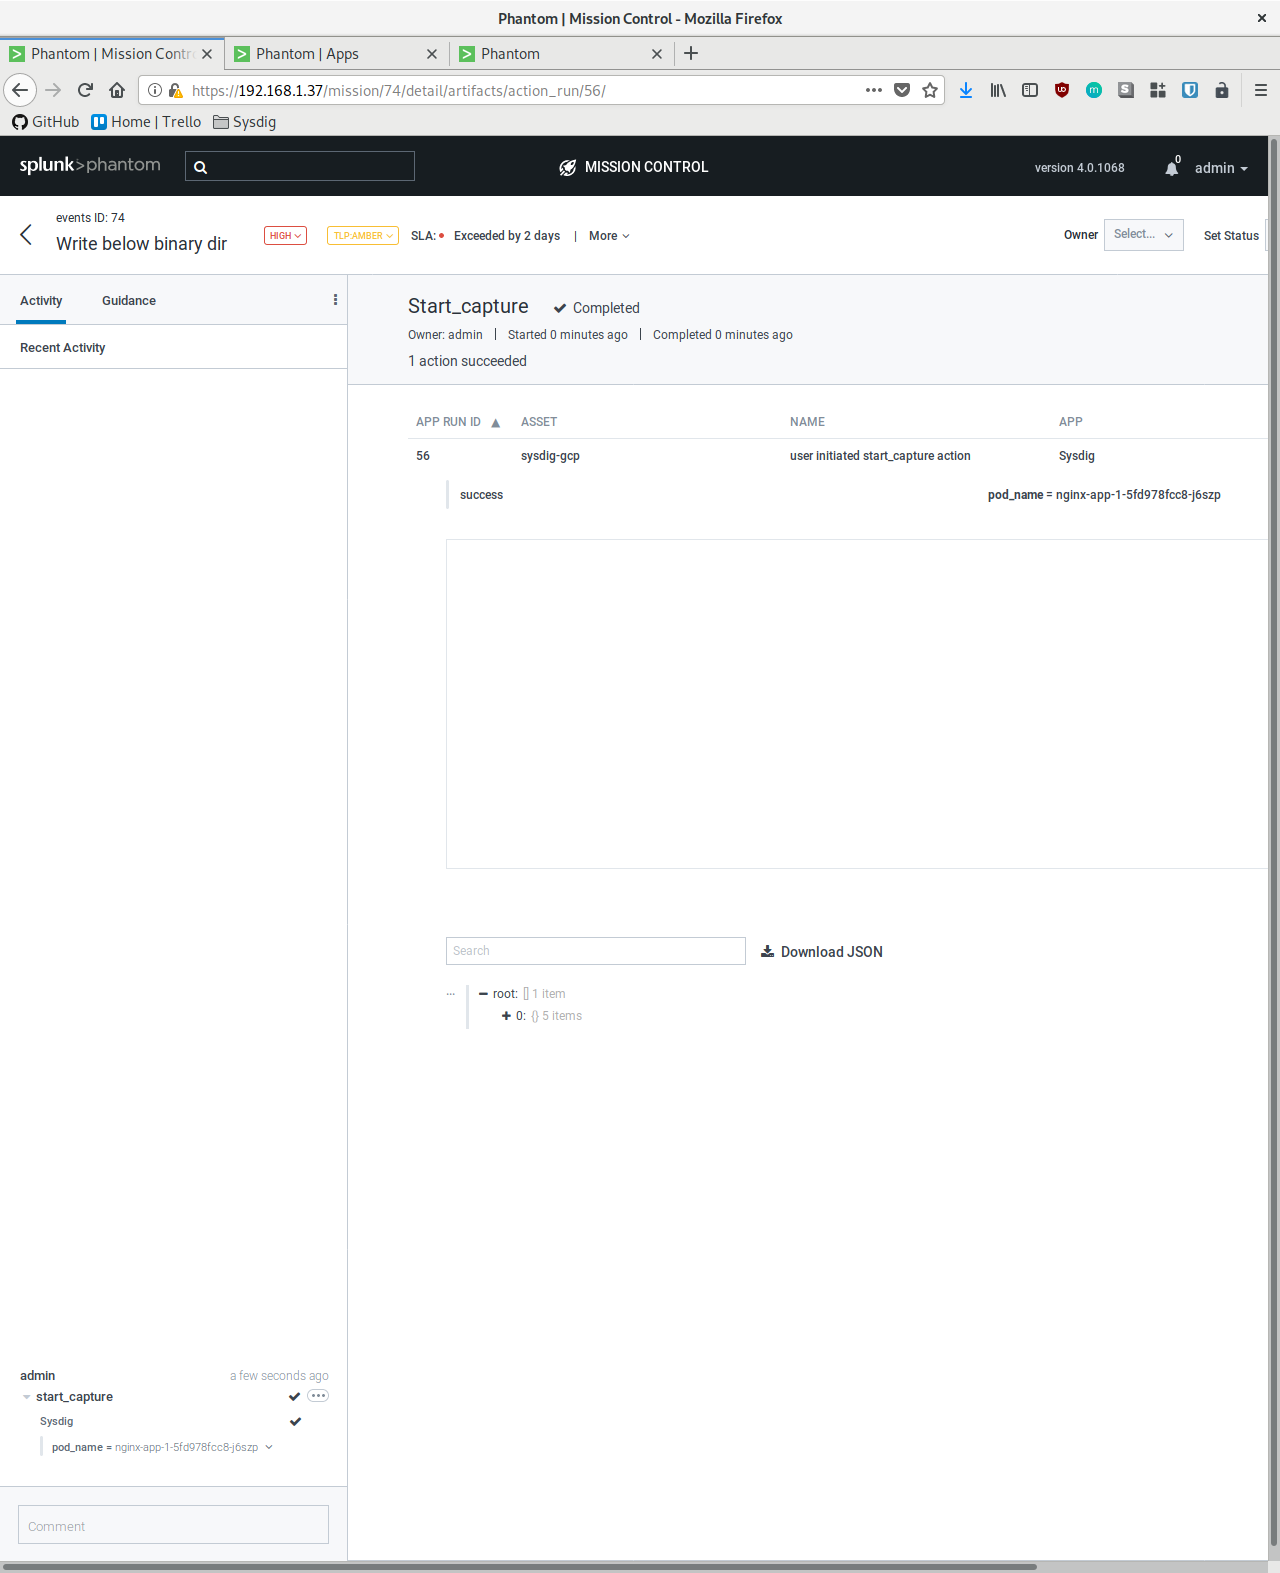 Phantom | Mission Control - Mozilla Firefox
Phantom | Mission Contr
Phantom | Apps
Phantom
https://192.168.1.37/mission/74/detail/artifacts/action_run/56/
GitHub
Home | Trello
Sysdig
splunk>phantom
MISSION CONTROL
version 4.0.1068
0
admin
events ID: 74
Write below binary dir
HIGH
TLP:AMBER
SLA:
Exceeded by 2 days
More
Owner
Select...
Set Status
Activity
Guidance
Recent Activity
Start_capture
Completed
Owner: admin
Started 0 minutes ago
Completed 0 minutes ago
1 action succeeded
APP RUN ID
ASSET
NAME
APP
56
sysdig-gcp
user initiated start_capture action
Sysdig
success
pod_name = nginx-app-1-5fd978fcc8-j6szp
Search
Download JSON
... root: [] 1 item
0: {} 5 items
admin
a few seconds ago
start_capture
Sysdig
pod_name = nginx-app-1-5fd978fcc8-j6szp
Comment